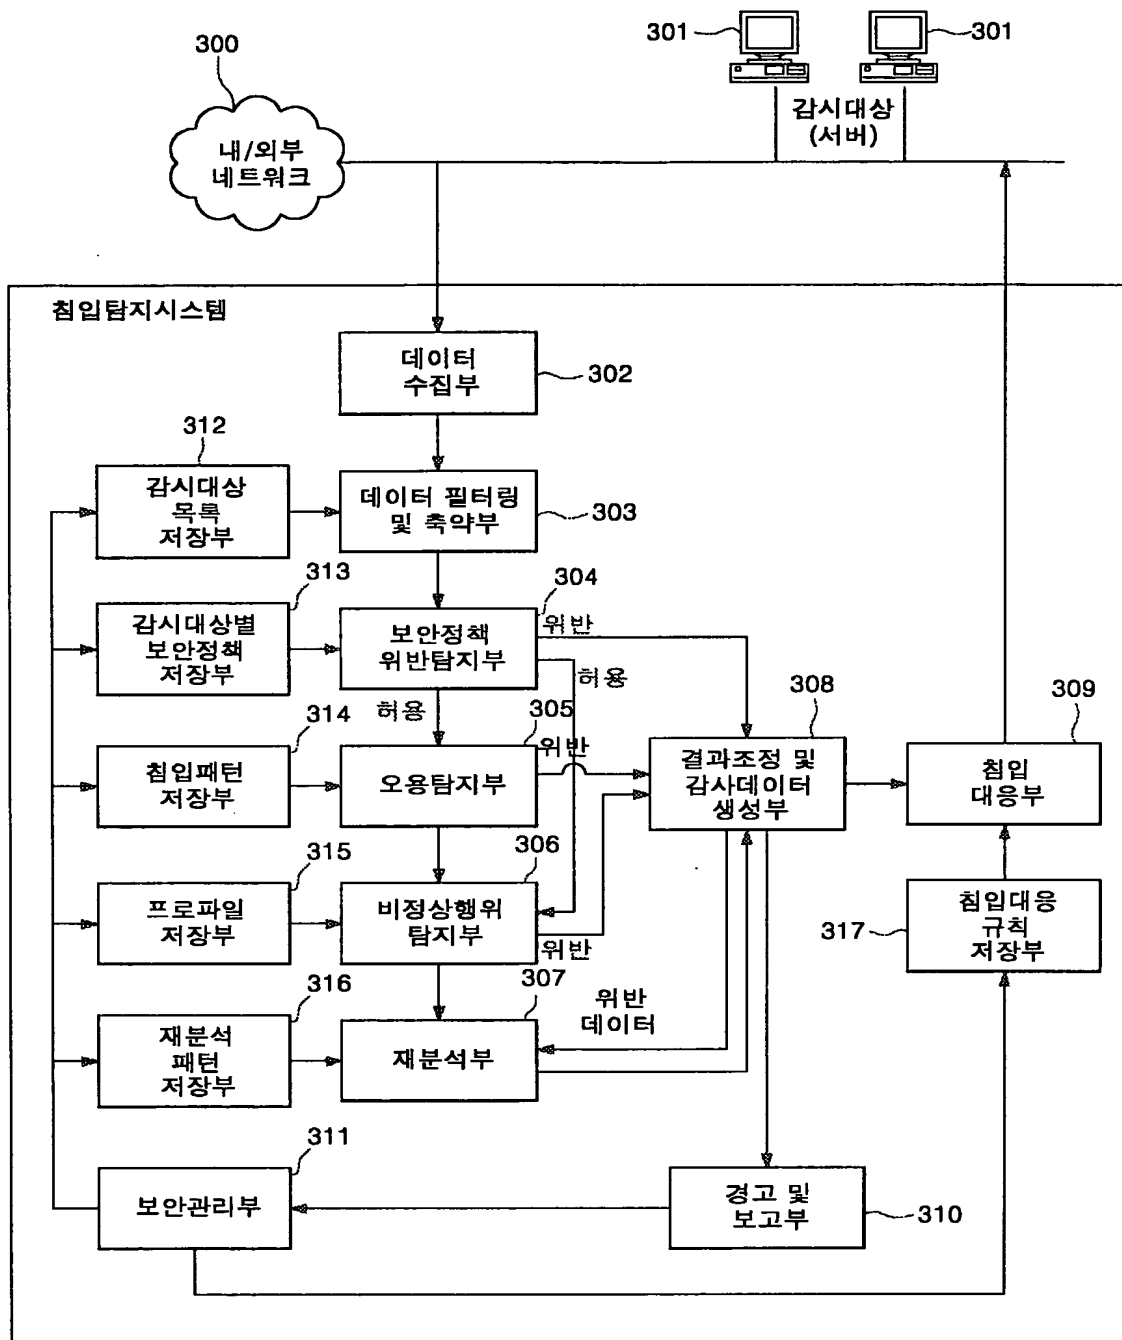 300
301
301
감시대상
(서버)
내/외부
네트워크
침입탐지시스템
데이터
수집부
302
312
감시대상
목록
저장부
데이터 필터링
및 축약부
303
313
감시대상별
보안정책
저장부
304
보안정책
위반탐지부
위반
허용
허용
314
침입패턴
저장부
305
오용탐지부
위반
308
결과조정 및
감사데이터
생성부
309
침입
대응부
315
프로파일
저장부
306
비정상행위
탐지부
위반
317
침입대응
규칙
저장부
316
재분석
패턴
저장부
307
재분석부
위반
데이터
311
보안관리부
경고 및
보고부
310